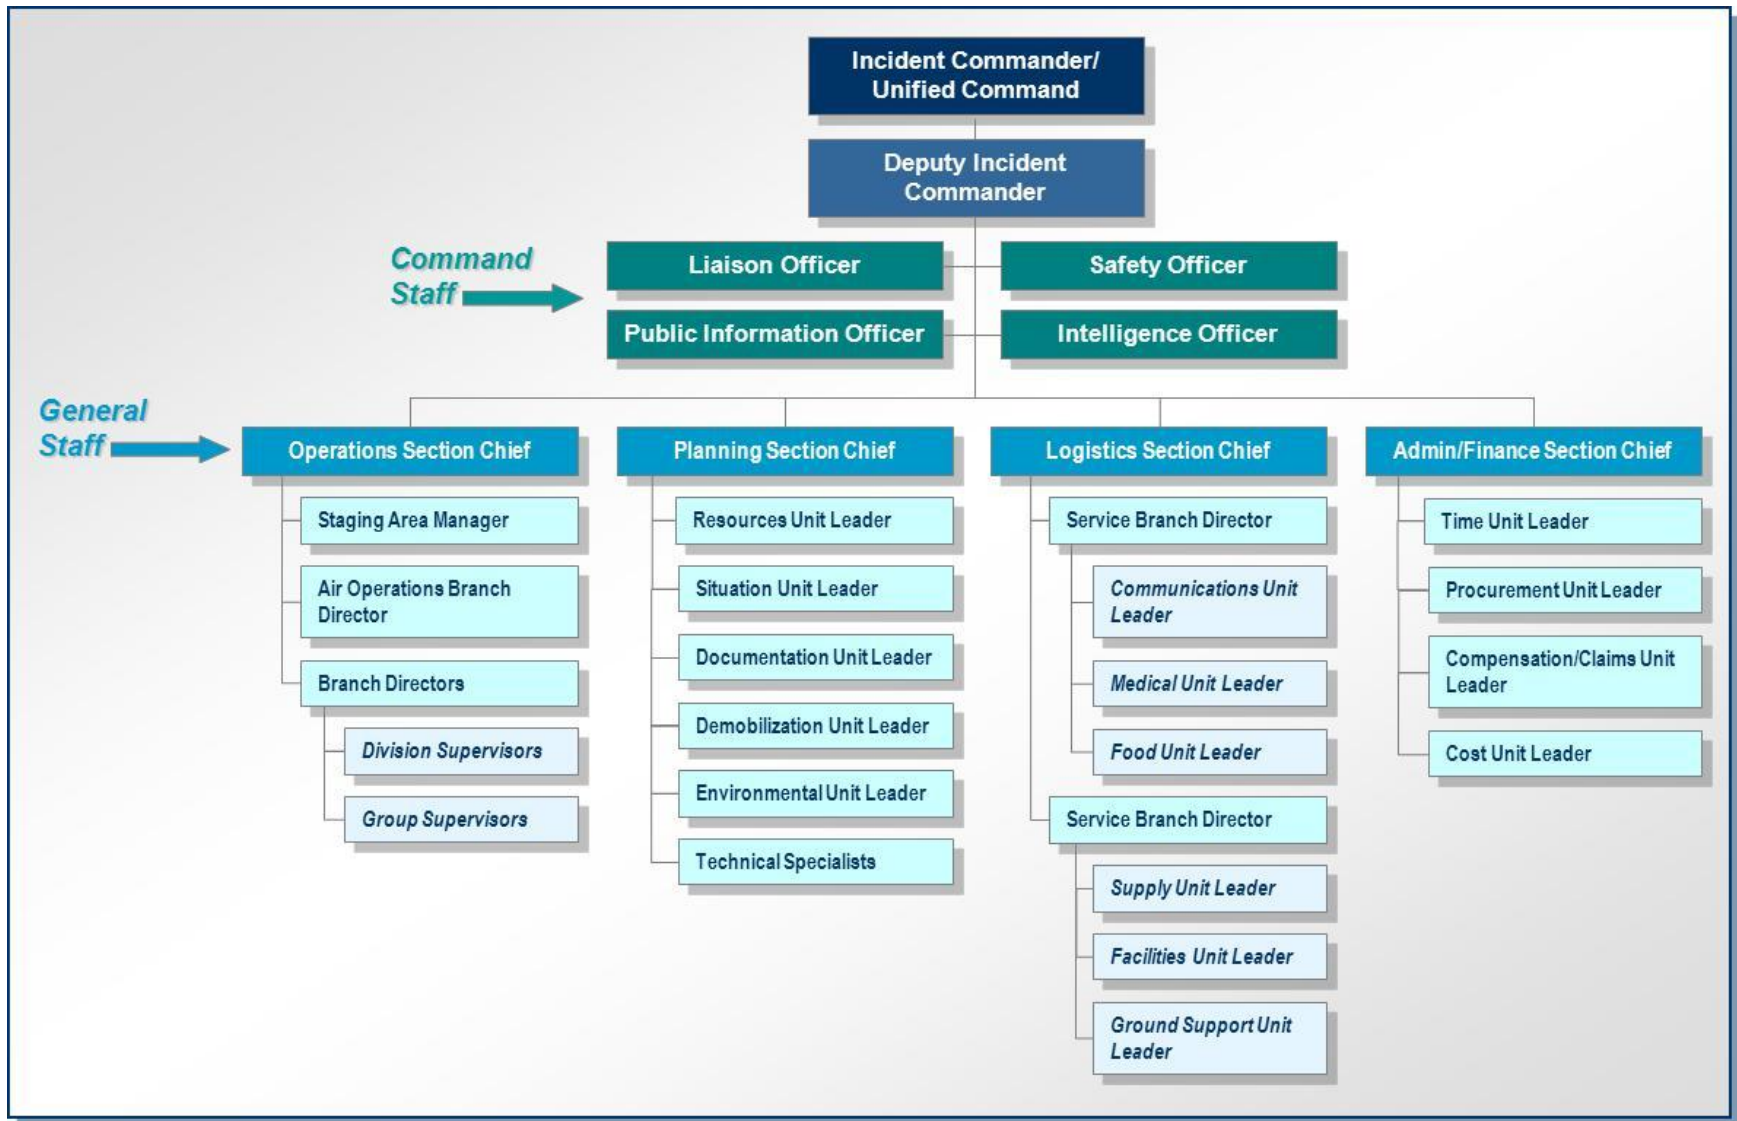 Incident Commander/
Unified Command
Deputy Incident
Commander
Command
Staff
Liaison Officer
Safety Officer
Public Information Officer
Intelligence Officer
General
Staff
Operations Section Chief
Staging Area Manager
Air Operations Branch
Director
Branch Directors
Division Supervisors
Group Supervisors
Planning Section Chief
Resources Unit Leader
Situation Unit Leader
Documentation Unit Leader
Demobilization Unit Leader
Environmental Unit Leader
Technical Specialists
Logistics Section Chief
Service Branch Director
Communications Unit
Leader
Medical Unit Leader
Food Unit Leader
Service Branch Director
Supply Unit Leader
Facilities Unit Leader
Ground Support Unit
Leader
Admin/Finance Section Chief
Time Unit Leader
Procurement Unit Leader
Compensation/Claims Unit
Leader
Cost Unit Leader